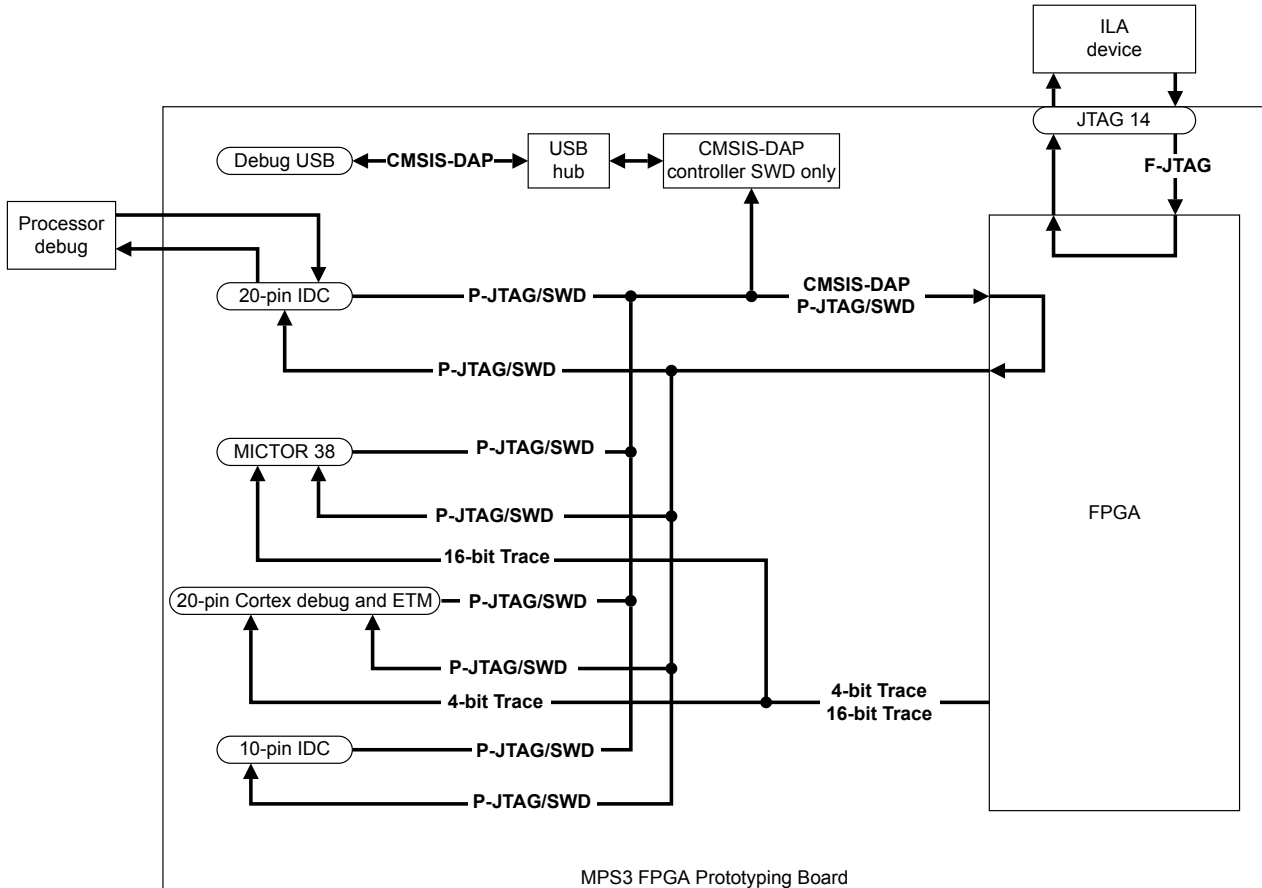 ILA
device
JTAG 14
F-JTAG
Debug USB
CMSIS-DAP
USB
hub
CMSIS-DAP
controller SWD only
Processor
debug
20-pin IDC
P-JTAG/SWD
CMSIS-DAP
P-JTAG/SWD
P-JTAG/SWD
MICTOR 38
P-JTAG/SWD
P-JTAG/SWD
FPGA
16-bit Trace
20-pin Cortex debug and ETM
P-JTAG/SWD
P-JTAG/SWD
4-bit Trace
4-bit Trace
16-bit Trace
10-pin IDC
P-JTAG/SWD
P-JTAG/SWD
MPS3 FPGA Prototyping Board